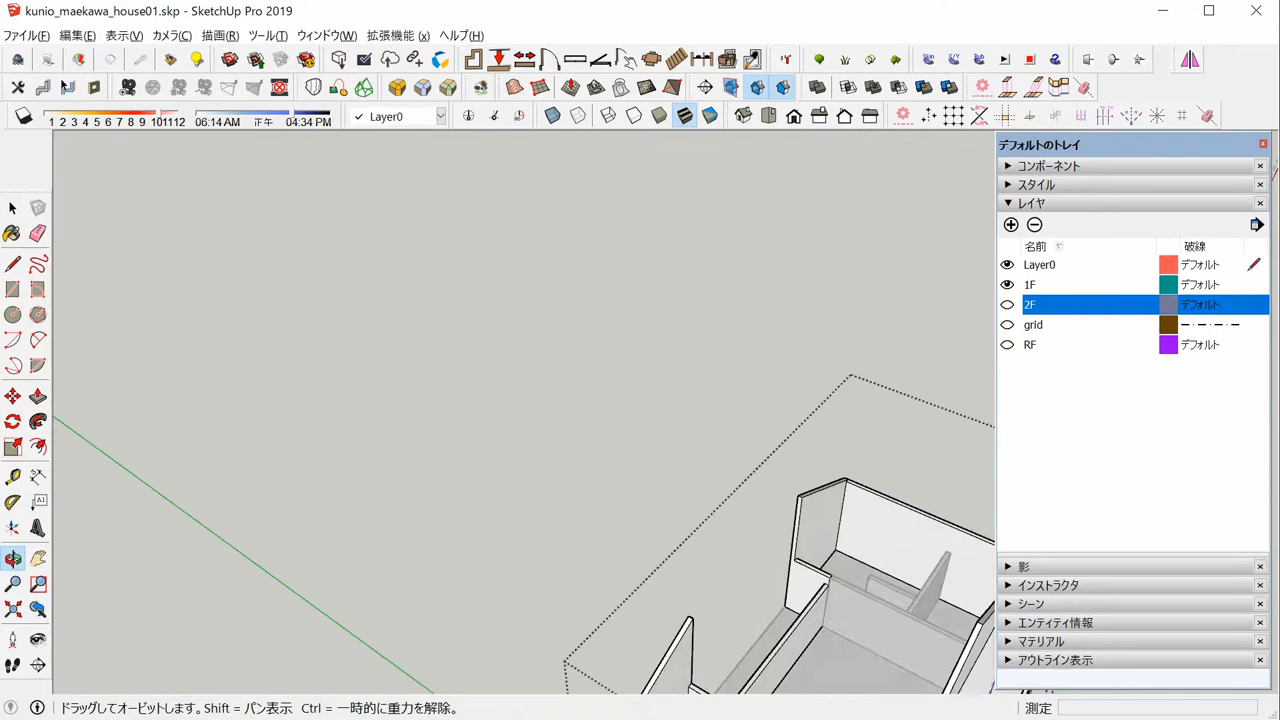 kunio_maekawa_house01.skp - SketchUp Pro 2019
ファイル(F) 編集(E) 表示(V) カメラ(C) 描画(R) ツール(T) ウィンドウ(W) 拡張機能 (x) ヘルプ(H)
1 2 3 4 5 6 7 8 9 101112 06:14 AM 正午 04:34 PM Layer0
デフォルトのトレイ
コンポーネント
スタイル
レイヤ
名前 破線
Layer0 デフォルト
1F デフォルト
2F デフォルト
grid
RF デフォルト
影
インストラクタ
シーン
エンティティ情報
マテリアル
アウトライン表示
ドラッグしてオービットします。Shift = パン表示 Ctrl = 一時的に重力を解除。 測定